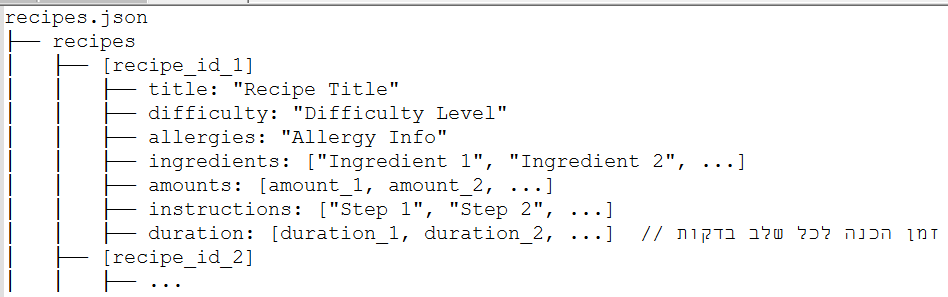 recipes.json
├── recipes
│   ├── [recipe_id_1]
│   │   ├── title: "Recipe Title"
│   │   ├── difficulty: "Difficulty Level"
│   │   ├── allergies: "Allergy Info"
│   │   ├── ingredients: ["Ingredient 1", "Ingredient 2", ...]
│   │   ├── amounts: [amount_1, amount_2, ...]
│   │   ├── instructions: ["Step 1", "Step 2", ...]
│   │   ├── duration: [duration_1, duration_2, ...]  // זמן הכנה לכל שלב בדקות
│   ├── [recipe_id_2]
│   │   ├── ...